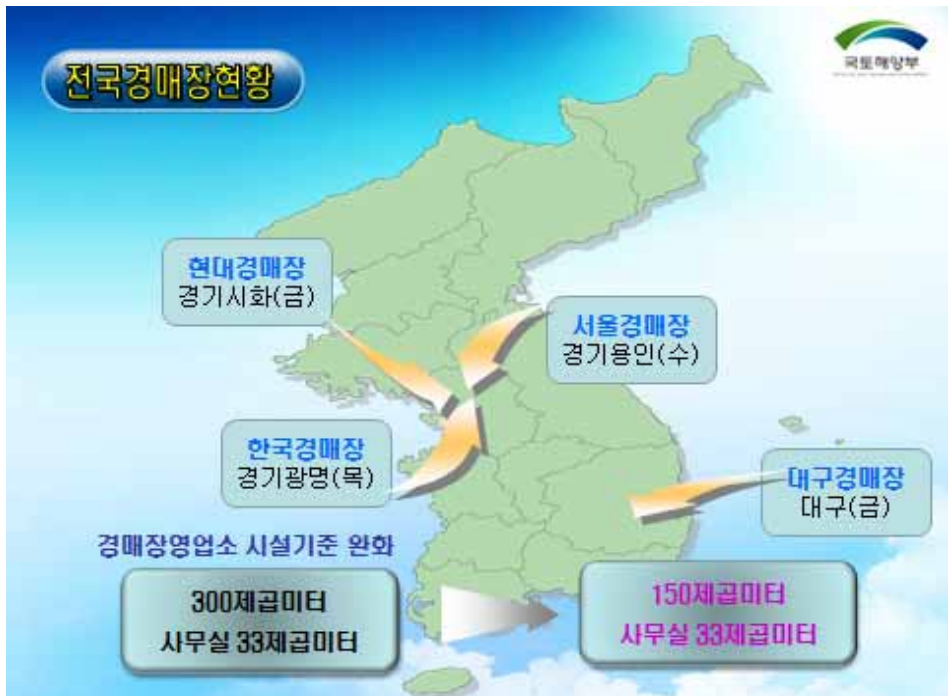 전국경매장현황
국토해양부
현대경매장
경기시화(금)
서울경매장
경기용인(수)
한국경매장
경기광명(목)
대구경매장
대구(금)
경매장영업소 시설기준 완화
300제곱미터
사무실 33제곱미터
150제곱미터
사무실 33제곱미터